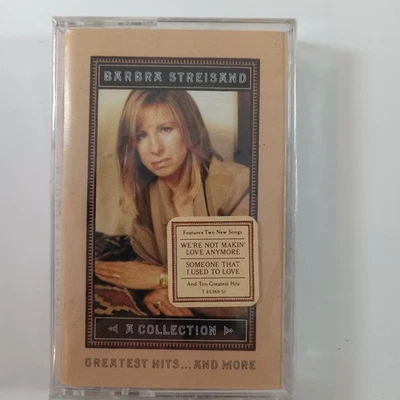 BARBRA STREISAND
Features Two New Songs
WE'RE NOT MAKIN'
LOVE ANYMORE
SOMEONE THAT
I USED TO LOVE
And Ten Greatest Hits
A COLLECTION
GREATEST HITS...AND MORE